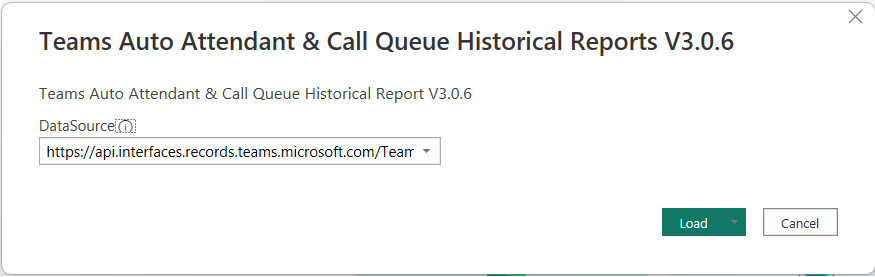 Teams Auto Attendant & Call Queue Historical Reports V3.0.6
Teams Auto Attendant & Call Queue Historical Report V3.0.6
DataSource
https://api.interfaces.records.teams.microsoft.com/Team
Load
Cancel